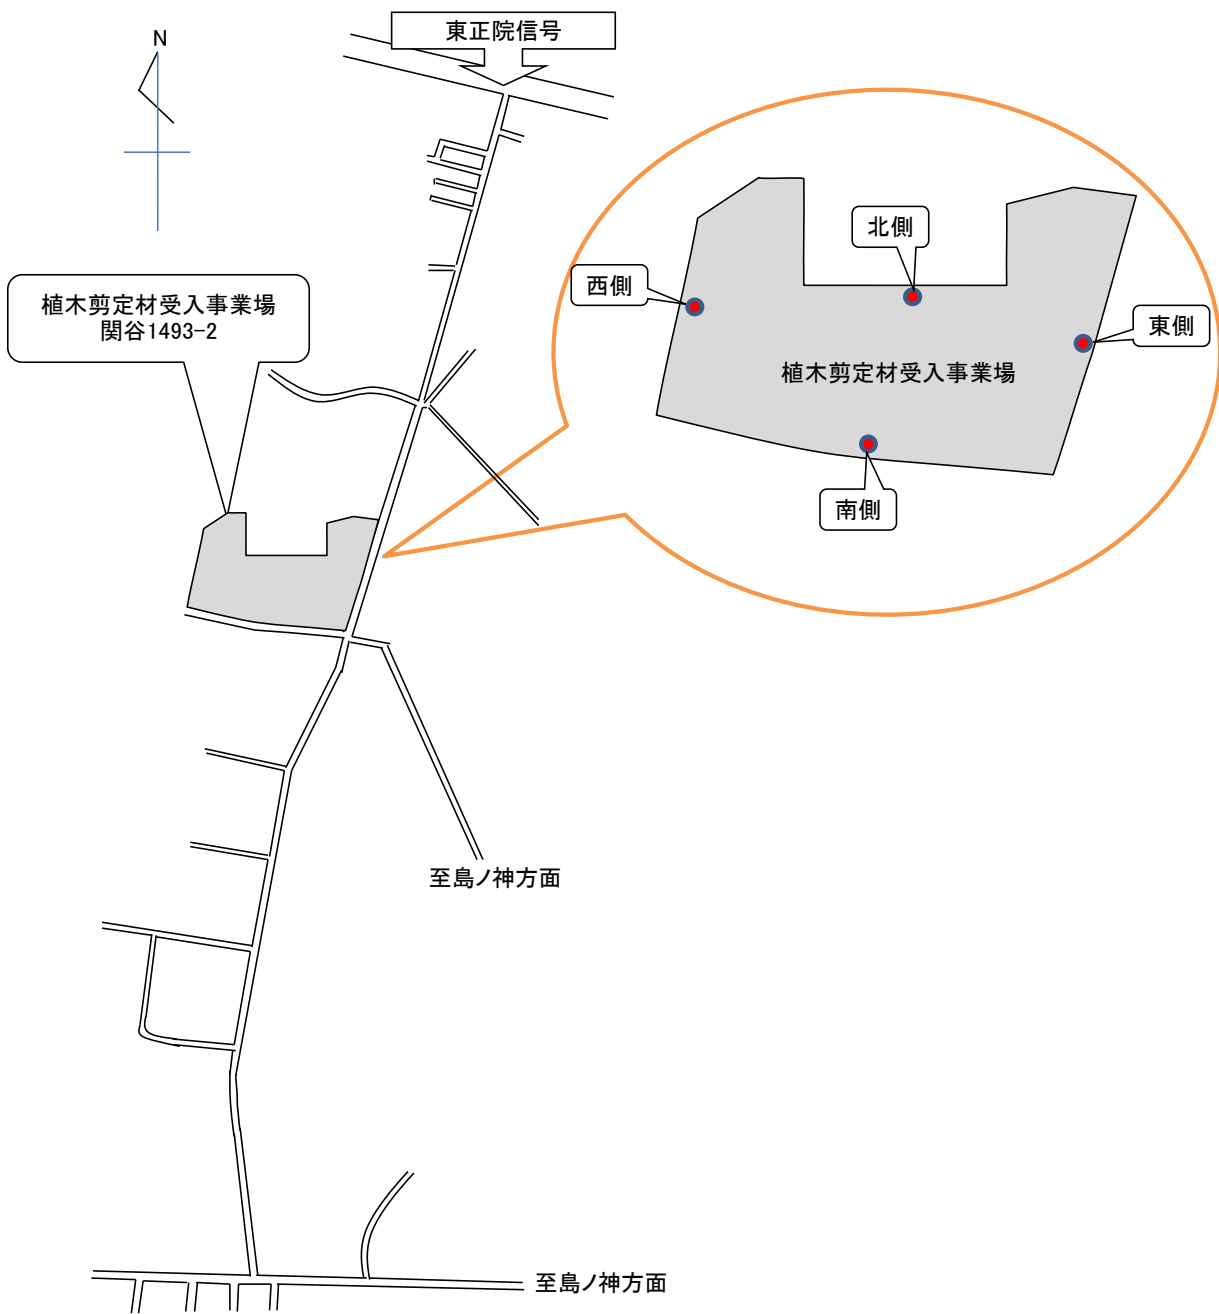 東正院信号
N
北側
西側
植木剪定材受入事業場
関谷1493-2
東側
植木剪定材受入事業場
南側
至島ノ神方面
至島ノ神方面